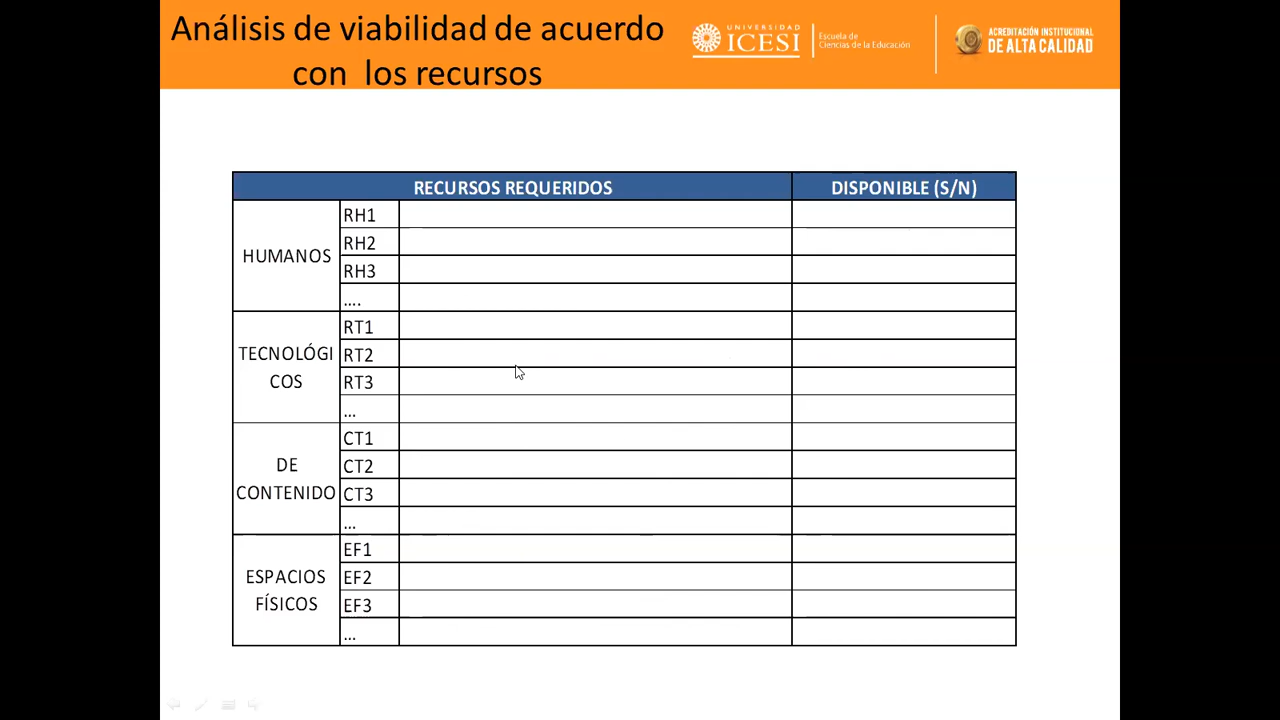 Análisis de viabilidad de acuerdo
con los recursos
UNIVERSIDAD
ICESI
Escuela de
Ciencias de la Educación
ACREDITACIÓN INSTITUCIONAL
DE ALTA CALIDAD
RECURSOS REQUERIDOS DISPONIBLE (S/N)
HUMANOS
RH1
RH2
RH3
....
TECNOLÓGI
COS
RT1
RT2
RT3
...
DE
CONTENIDO
CT1
CT2
CT3
...
ESPACIOS
FÍSICOS
EF1
EF2
EF3
...